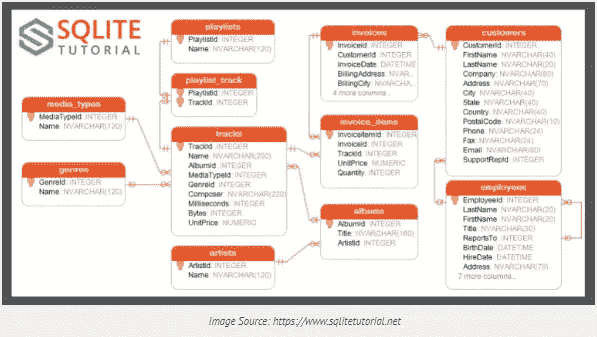 SQLITE
TUTORIAL
playlists
PlaylistId: INTEGER
Name: NVARCHAR(120)
playlist_track
PlaylistId: INTEGER
TrackId: INTEGER
media_types
MediaTypeId: INTEGER
Name: NVARCHAR(120)
genres
GenreId: INTEGER
Name: NVARCHAR(120)
tracks
TrackId: INTEGER
Name: NVARCHAR(200)
AlbumId: INTEGER
MediaTypeId: INTEGER
GenreId: INTEGER
Composer: NVARCHAR(220)
Milliseconds: INTEGER
Bytes: INTEGER
UnitPrice: NUMERIC
artists
ArtistId: INTEGER
Name: NVARCHAR(120)
invoices
InvoiceId: INTEGER
CustomerId: INTEGER
InvoiceDate: DATETIME
BillingAddress: NVAR...
BillingCity: NVARCHA...
4 more columns...
invoice_items
InvoiceItemId: INTEGER
InvoiceId: INTEGER
TrackId: INTEGER
UnitPrice: NUMERIC
Quantity: INTEGER
albums
AlbumId: INTEGER
Title: NVARCHAR(160)
ArtistId: INTEGER
customers
CustomerId: INTEGER
FirstName: NVARCHAR(40)
LastName: NVARCHAR(20)
Company: NVARCHAR(80)
Address: NVARCHAR(70)
City: NVARCHAR(40)
State: NVARCHAR(40)
Country: NVARCHAR(40)
PostalCode: NVARCHAR(10)
Phone: NVARCHAR(24)
Fax: NVARCHAR(24)
Email: NVARCHAR(60)
SupportRepId: INTEGER
employees
EmployeeId: INTEGER
LastName: NVARCHAR(20)
FirstName: NVARCHAR(20)
Title: NVARCHAR(30)
ReportsTo: INTEGER
BirthDate: DATETIME
HireDate: DATETIME
Address: NVARCHAR(70)
7 more columns...
Image Source: https://www.sqlitetutorial.net